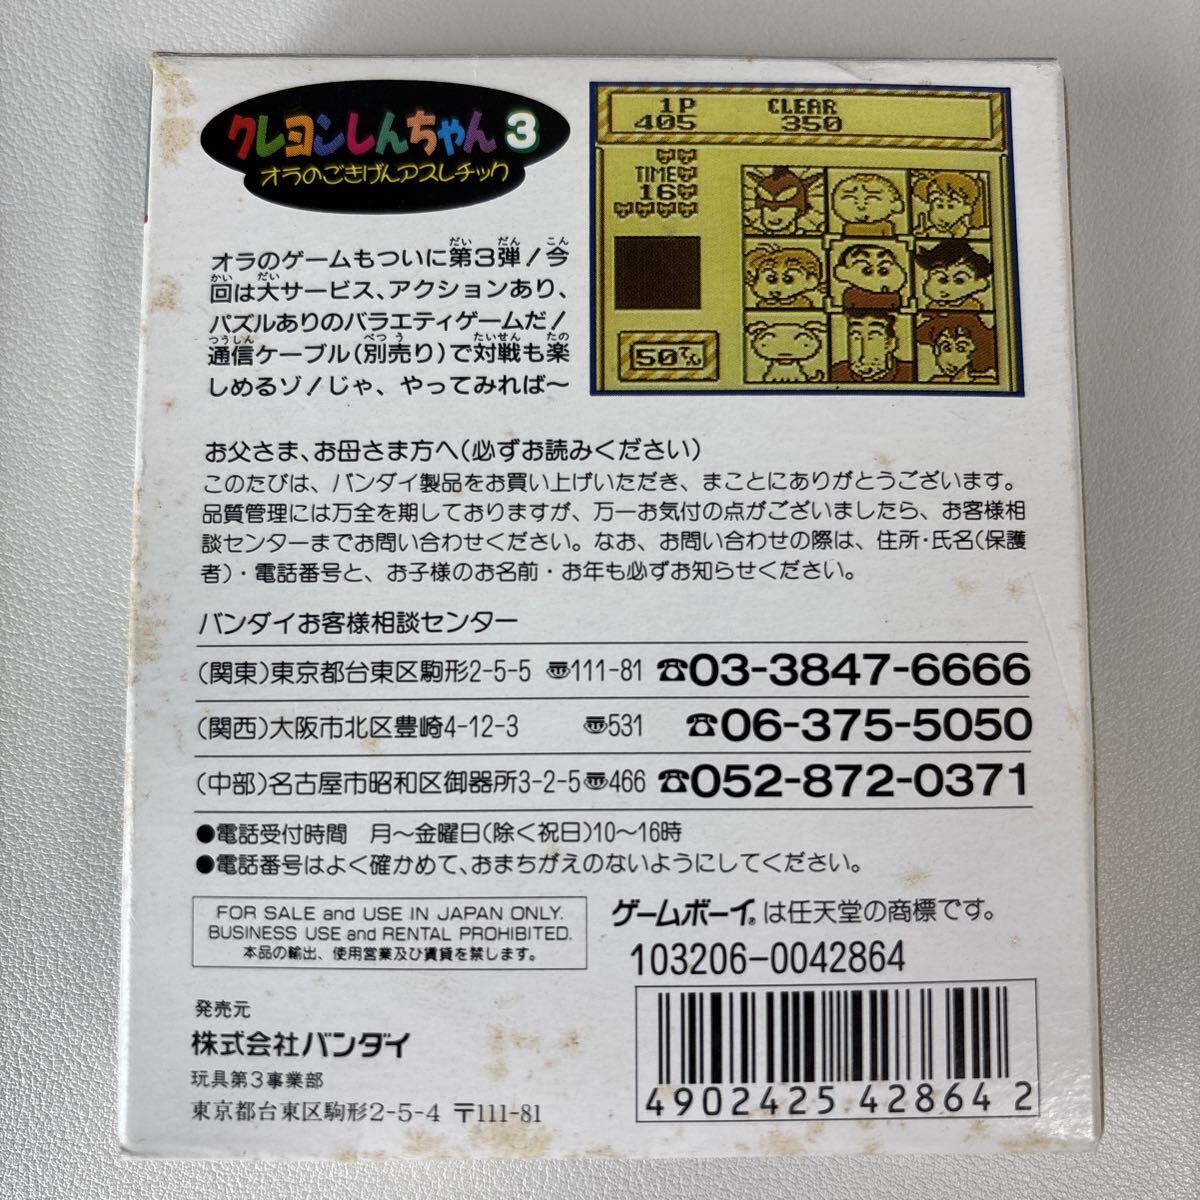 クレヨンしんちゃん3
オラのごきげんアスレチック
オラのゲームもついに第3弾!今
回は大サービス、アクションあり、
パズルありのバラエティゲームだ!
通信ケーブル(別売り)で対戦も楽
しめるゾ!じゃ、やってみれば〜
1P CLEAR
405 350
TIME
16
50てん
お父さま、お母さま方へ(必ずお読みください)
このたびは、バンダイ製品をお買い上げいただき、まことにありがとうございます。
品質管理には万全を期しておりますが、万一お気付の点がございましたら、お客様相
談センターまでお問い合わせください。なお、お問い合わせの際は、住所・氏名(保護
者)・電話番号と、お子様のお名前・お年も必ずお知らせください。
バンダイお客様相談センター
(関東)東京都台東区駒形2-5-5 〠111-81 ☎03-3847-6666
(関西)大阪市北区豊崎4-12-3 〠531 ☎06-375-5050
(中部)名古屋市昭和区御器所3-2-5〠466 ☎052-872-0371
●電話受付時間 月〜金曜日(除く祝日)10〜16時
●電話番号はよく確かめて、おまちがえのないようにしてください。
FOR SALE and USE IN JAPAN ONLY.
BUSINESS USE and RENTAL PROHIBITED.
本品の輸出、使用営業及び賃貸を禁じます。
ゲームボーイ®は任天堂の商標です。
103206-0042864
発売元
株式会社バンダイ
玩具第3事業部
東京都台東区駒形2-5-4 〒111-81
4902425428642